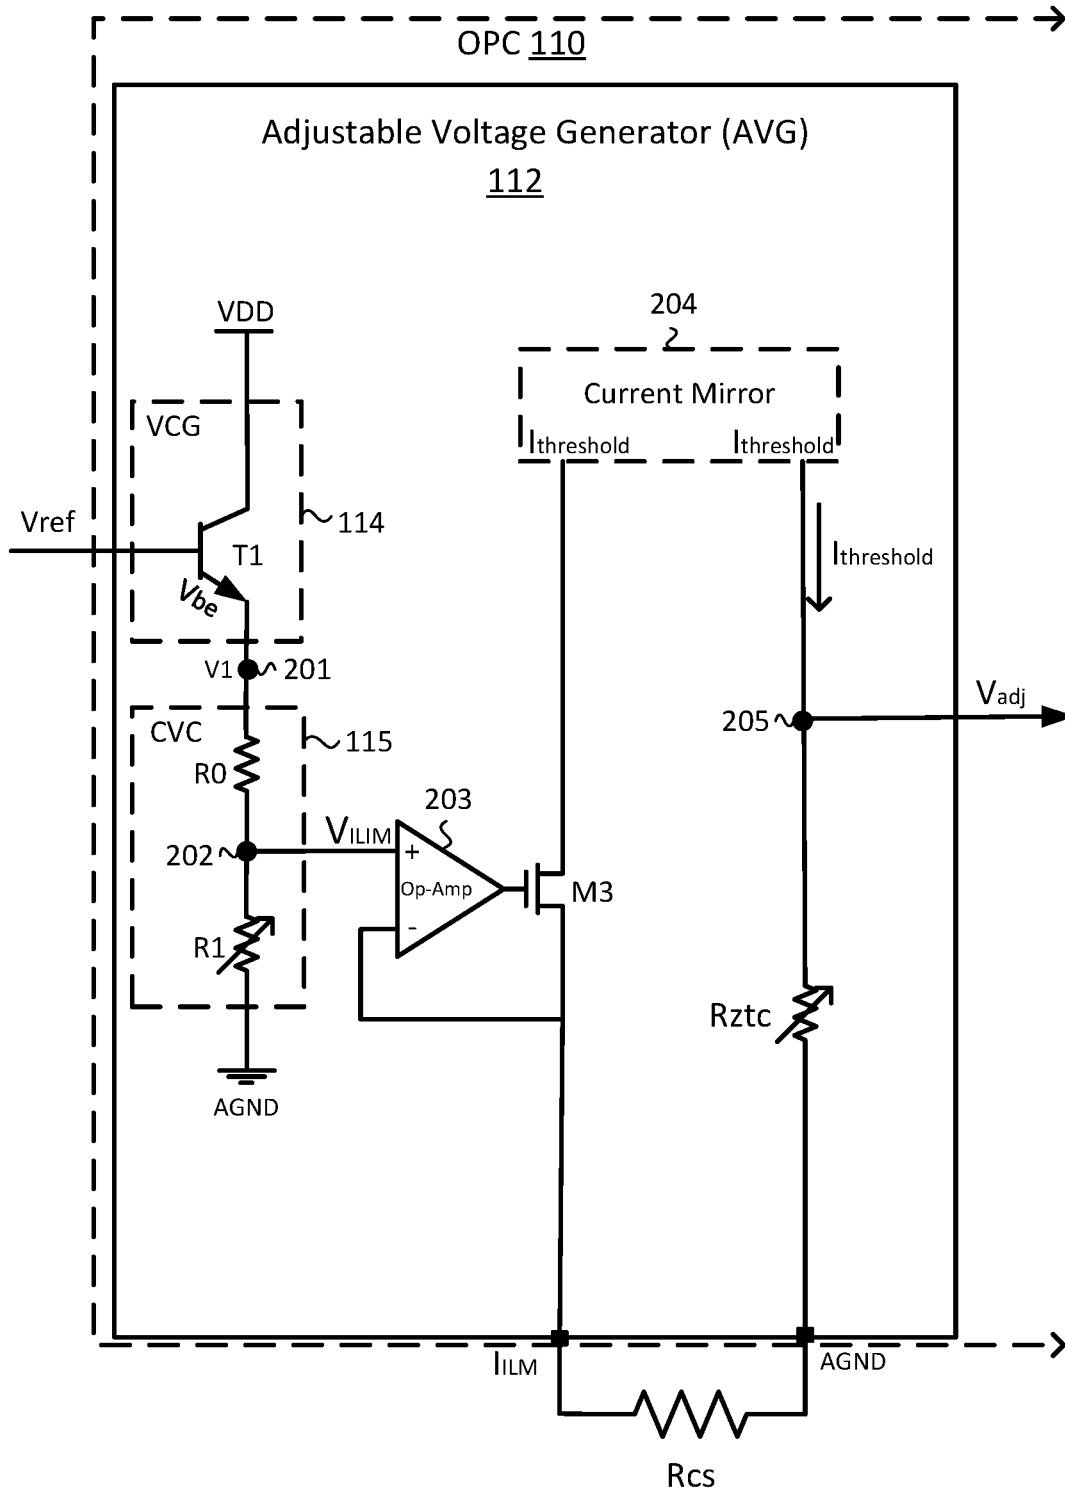 OPC 110
Adjustable Voltage Generator (AVG)
112
VDD
204
VCG
Current Mirror
Ithreshold
Ithreshold
Vref
114
T1
Vbe
Ithreshold
V1
201
Vadj
205
CVC
115
R0
203
VILIM
202
+
Op-Amp
M3
-
R1
Rztc
AGND
IILM
AGND
Rcs